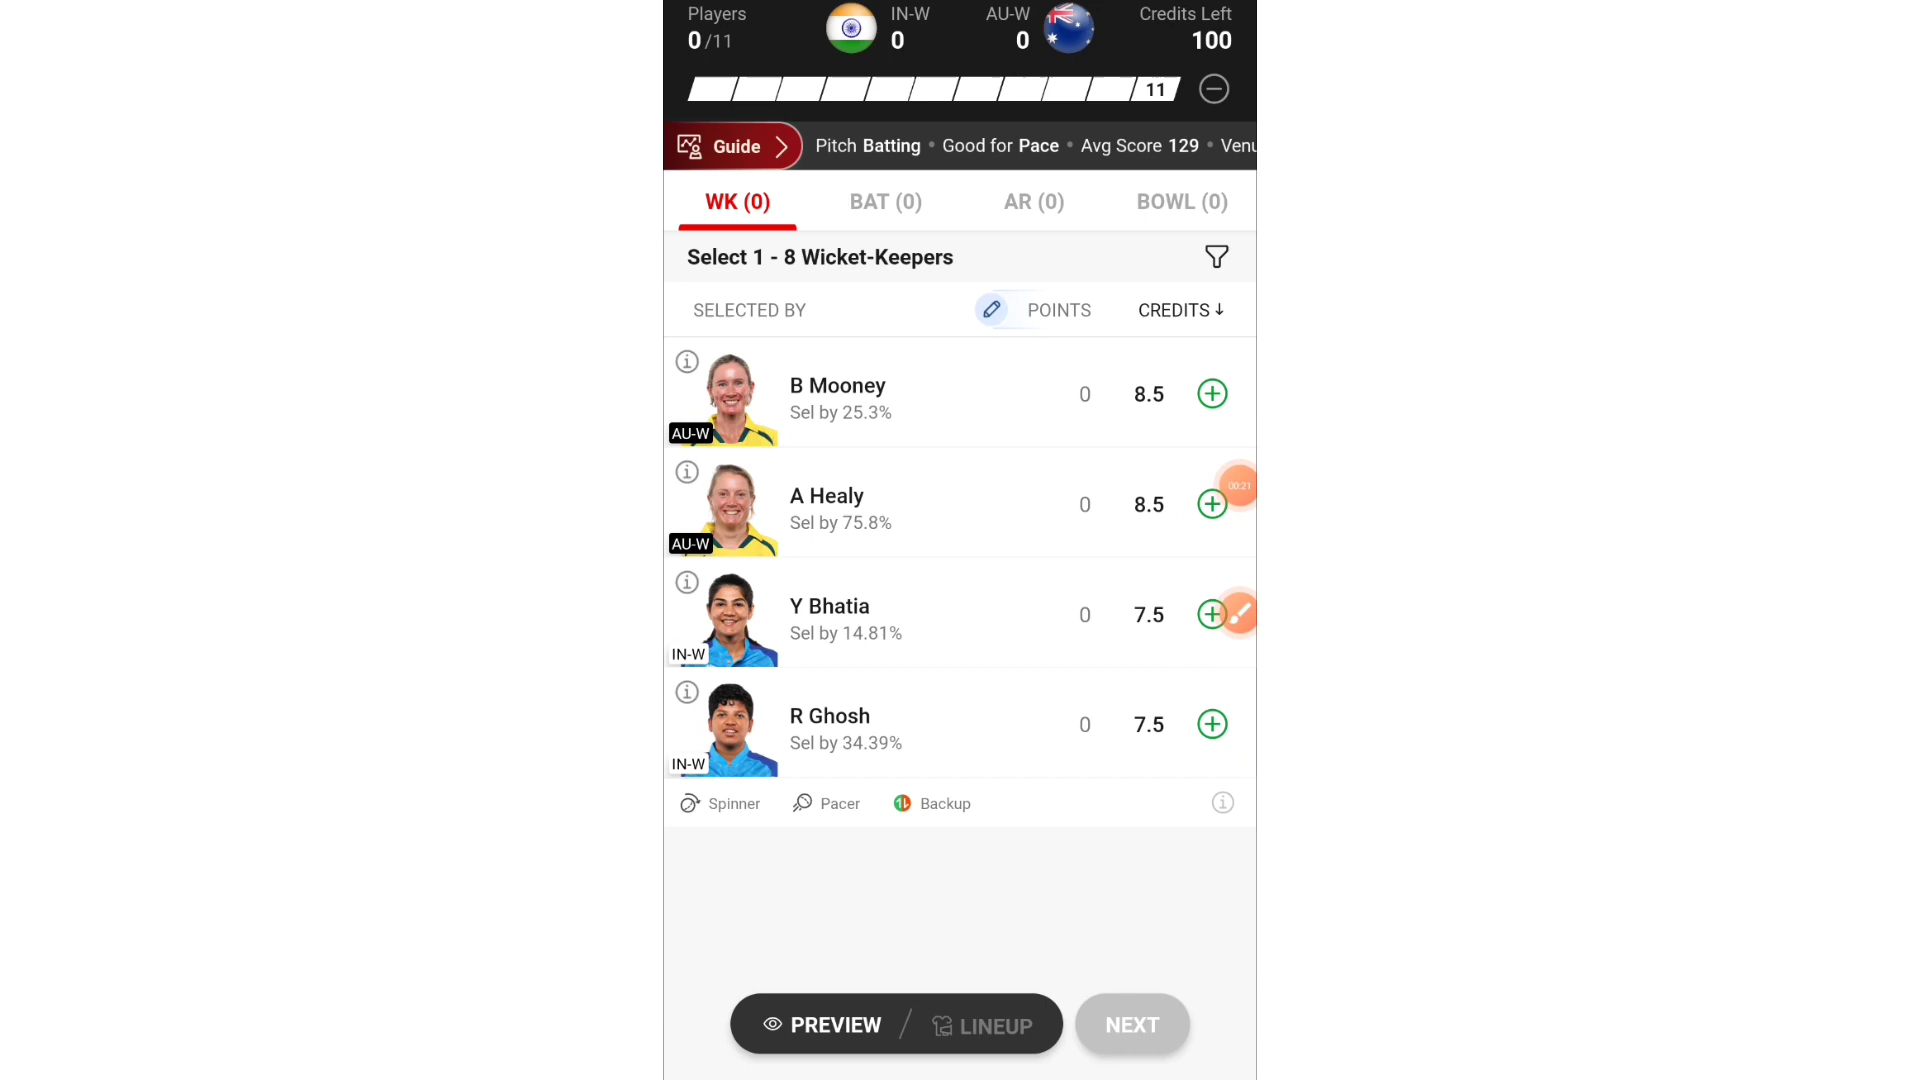 Players IN-W AU-W Credits Left
0/11 0 0 100
11
Guide Pitch Batting • Good for Pace • Avg Score 129 • Venu
WK (0) BAT (0) AR (0) BOWL (0)
Select 1 - 8 Wicket-Keepers
SELECTED BY POINTS CREDITS↓
B Mooney 0 8.5
Sel by 25.3%
AU-W
A Healy 0 8.5
00:21
Sel by 75.8%
AU-W
Y Bhatia 0 7.5
Sel by 14.81%
IN-W
R Ghosh 0 7.5
Sel by 34.39%
IN-W
Spinner Pacer Backup
PREVIEW / LINEUP NEXT